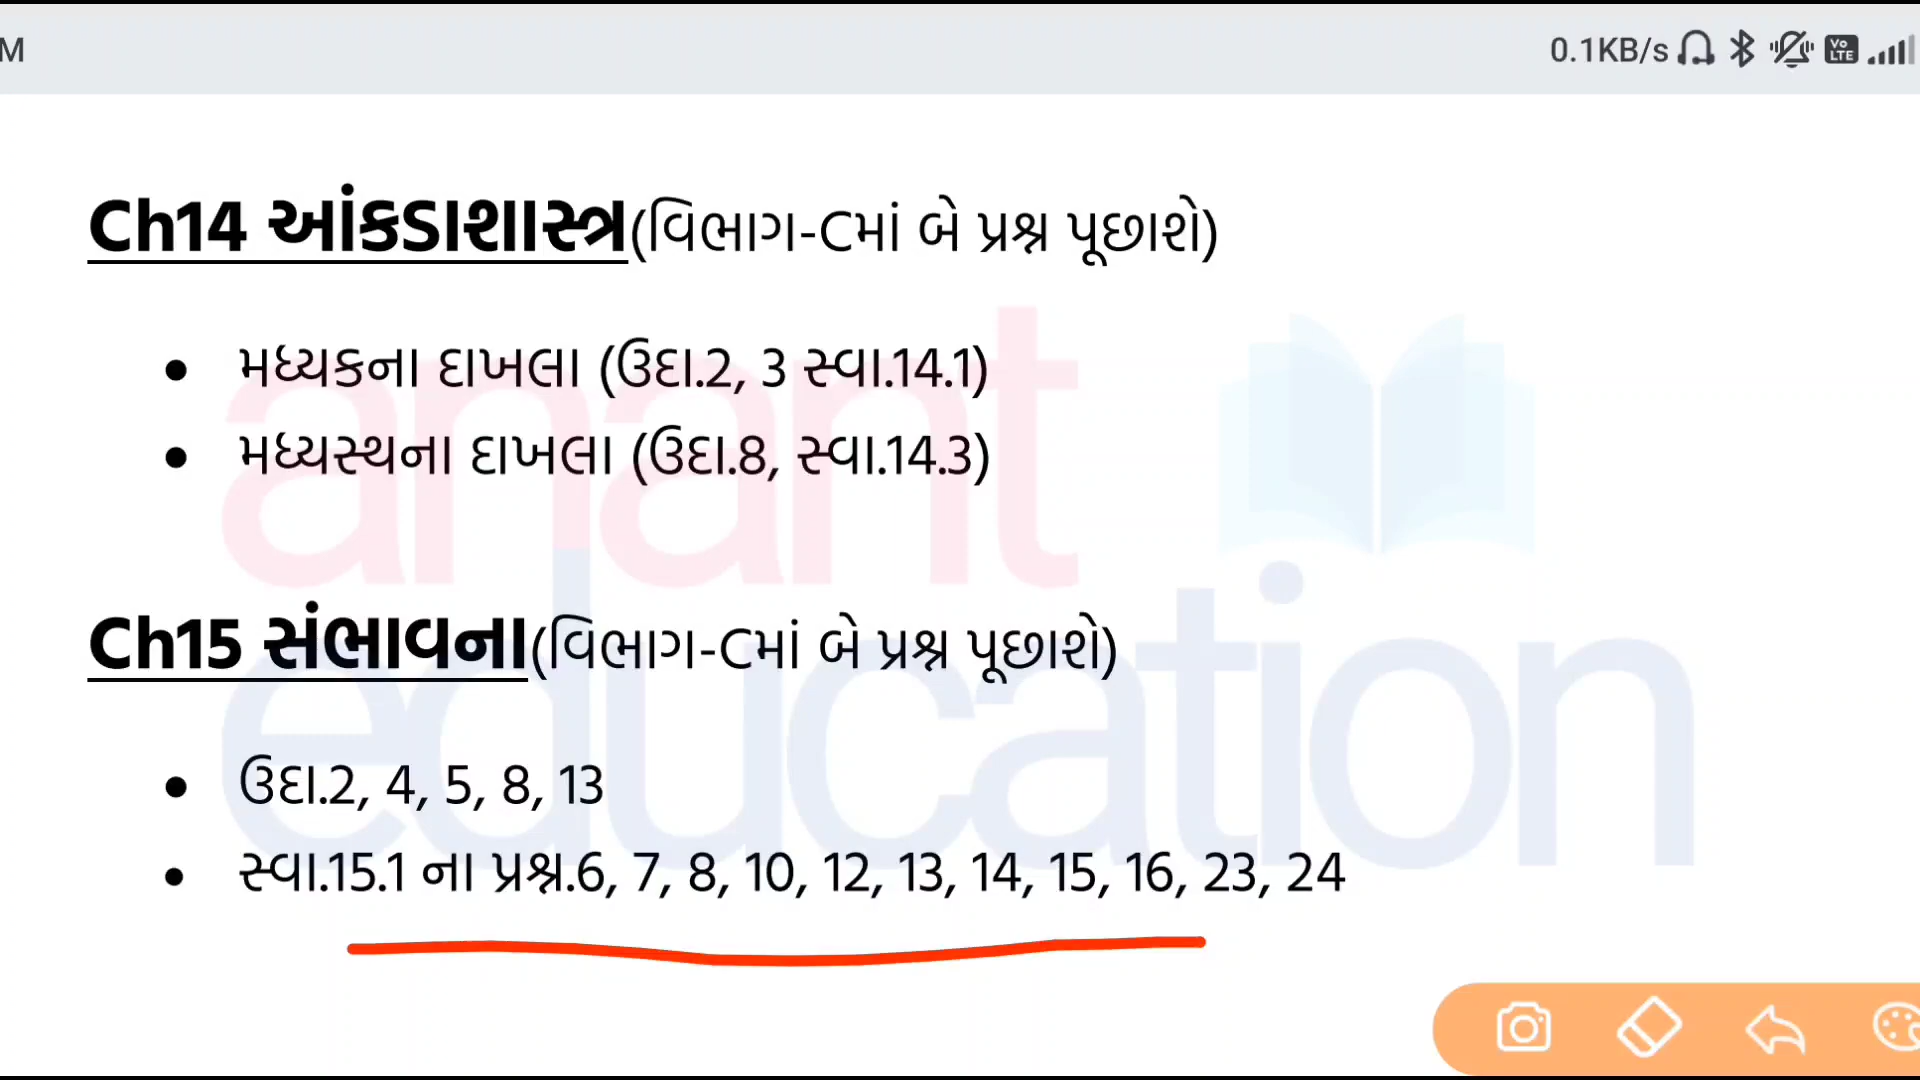 M
0.1KB/s Vo LTE
Ch14 આંકડાશાસ્ત્ર(વિભાગ-Cમાં બે પ્રશ્ન પૂછાશે)
• મધ્યકના દાખલા (ઉદા.2, 3 સ્વા.14.1)
• મધ્યસ્થના દાખલા (ઉદા.8, સ્વા.14.3)
anant
education
Ch15 સંભાવના(વિભાગ-Cમાં બે પ્રશ્ન પૂછાશે)
• ઉદા.2, 4, 5, 8, 13
• સ્વા.15.1 ના પ્રશ્ન.6, 7, 8, 10, 12, 13, 14, 15, 16, 23, 24